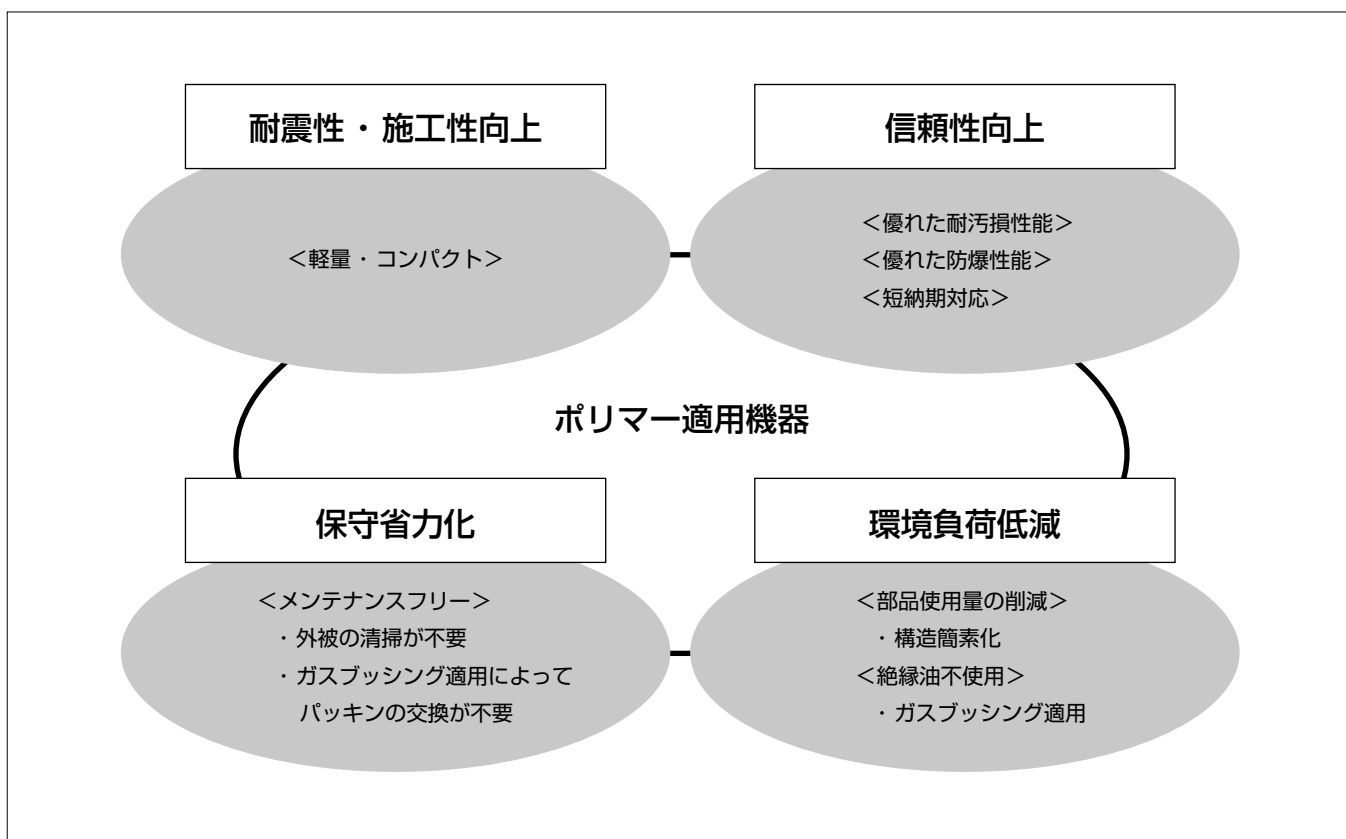 耐震性・施工性向上
<軽量・コンパクト>
信頼性向上
<優れた耐汚損性能>
<優れた防爆性能>
<短納期対応>
ポリマー適用機器
保守省力化
<メンテナンスフリー>
・外被の清掃が不要
・ガスブッシング適用によって
パッキンの交換が不要
環境負荷低減
<部品使用量の削減>
・構造簡素化
<絶縁油不使用>
・ガスブッシング適用